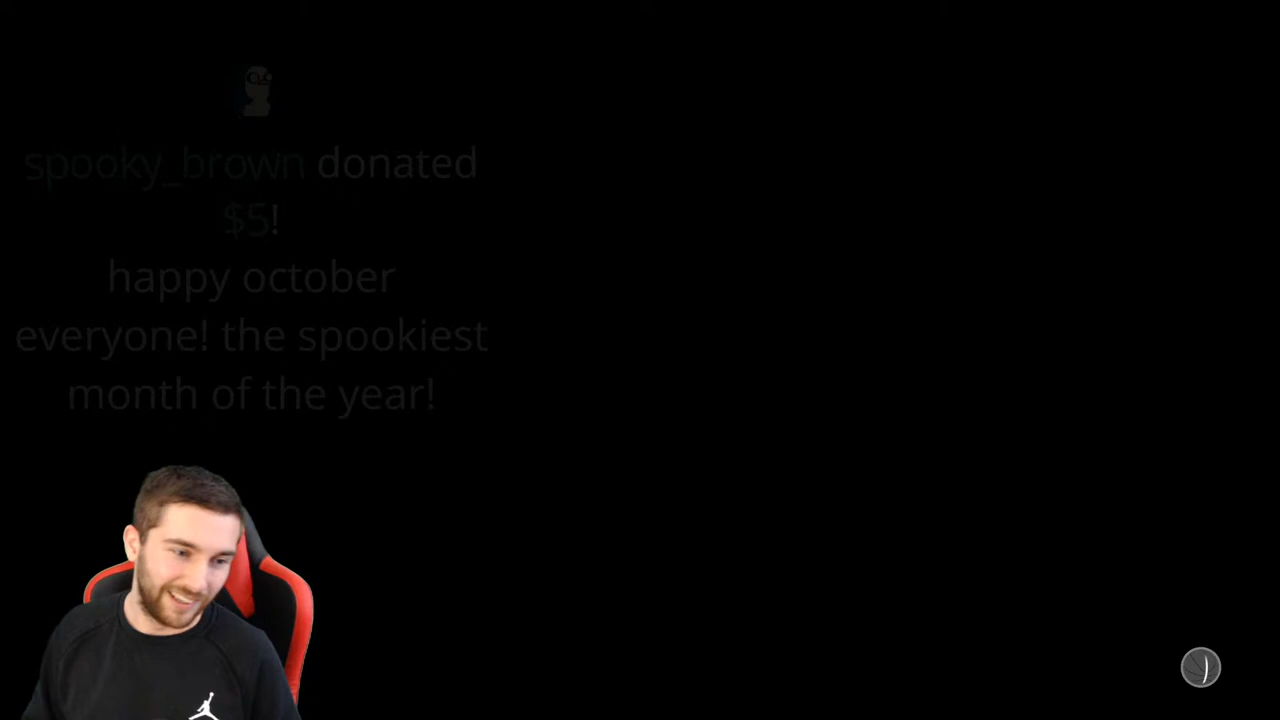 spooky_brown donated
$5!
happy october
everyone! the spookiest
month of the year!